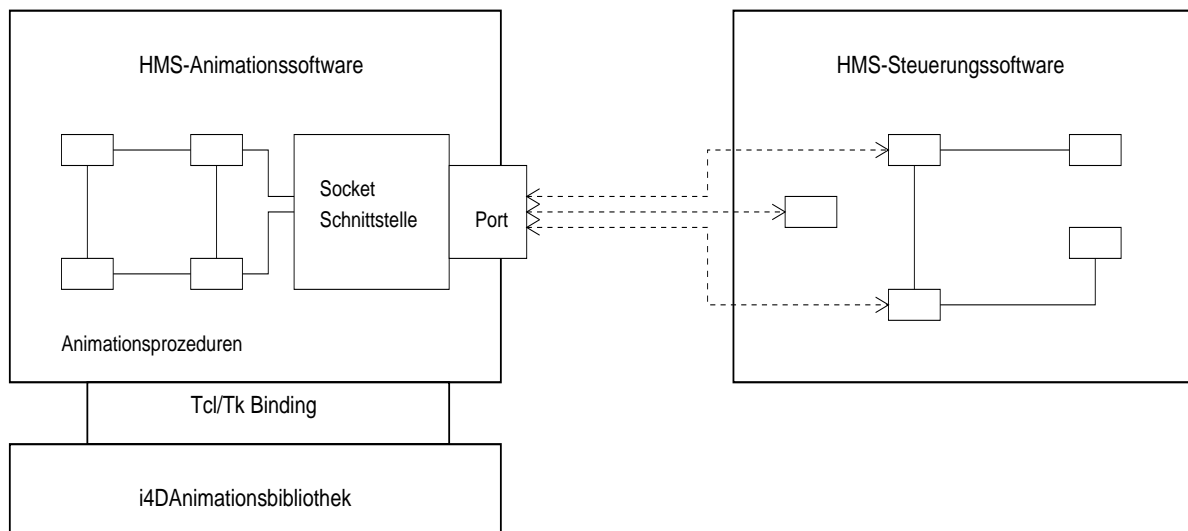 HMS-Animationssoftware
HMS-Steuerungssoftware
Socket
Schnittstelle
Port
Animationsprozeduren
Tcl/Tk Binding
i4DAnimationsbibliothek